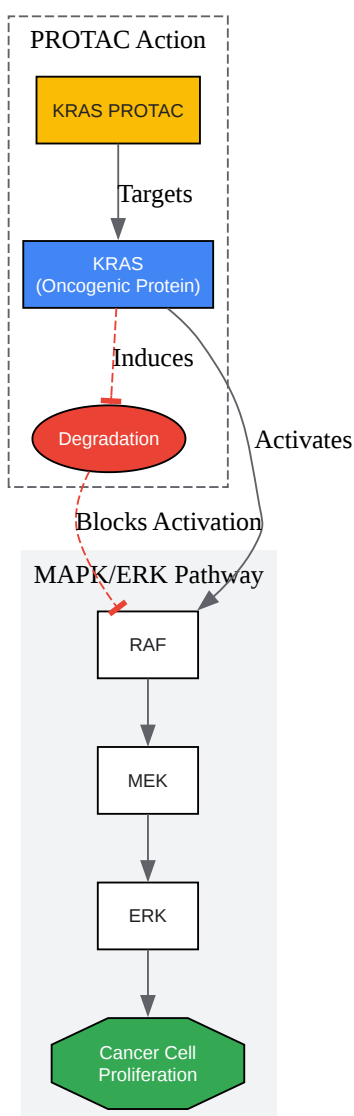 PROTAC Action
KRAS PROTAC
Targets
KRAS
(Oncogenic Protein)
Induces
Degradation
Activates
Blocks Activation
MAPK/ERK Pathway
RAF
MEK
ERK
Cancer Cell
Proliferation